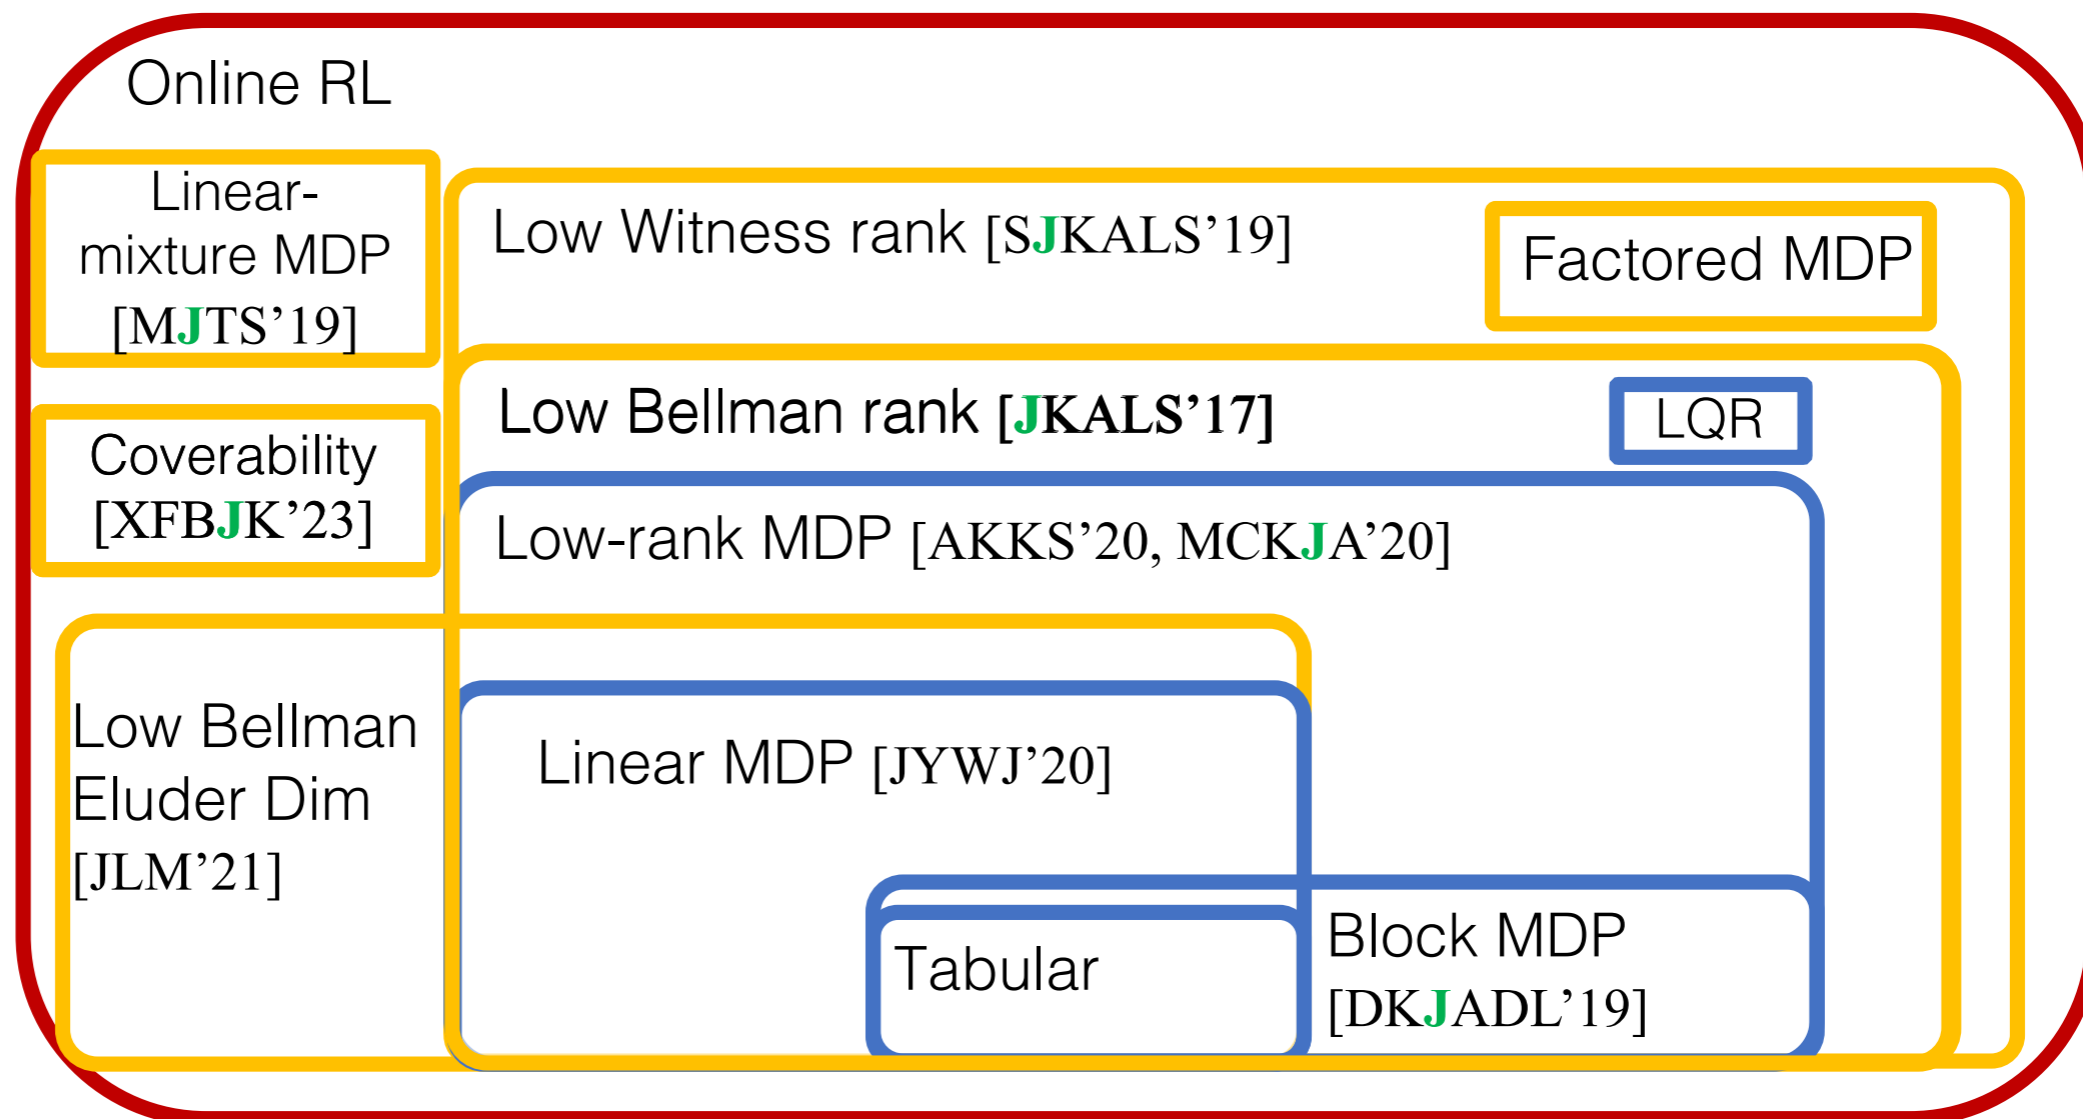 Online RL
Linear-
mixture MDP
[MJTS’19]
Low Witness rank [SJKALS’19]
Factored MDP
Low Bellman rank [JKALS’17]
LQR
Coverability
[XFBJK’23]
Low-rank MDP [AKKS’20, MCKJA’20]
Low Bellman
Eluder Dim
[JLM’21]
Linear MDP [JYWJ’20]
Tabular
Block MDP
[DKJADL’19]